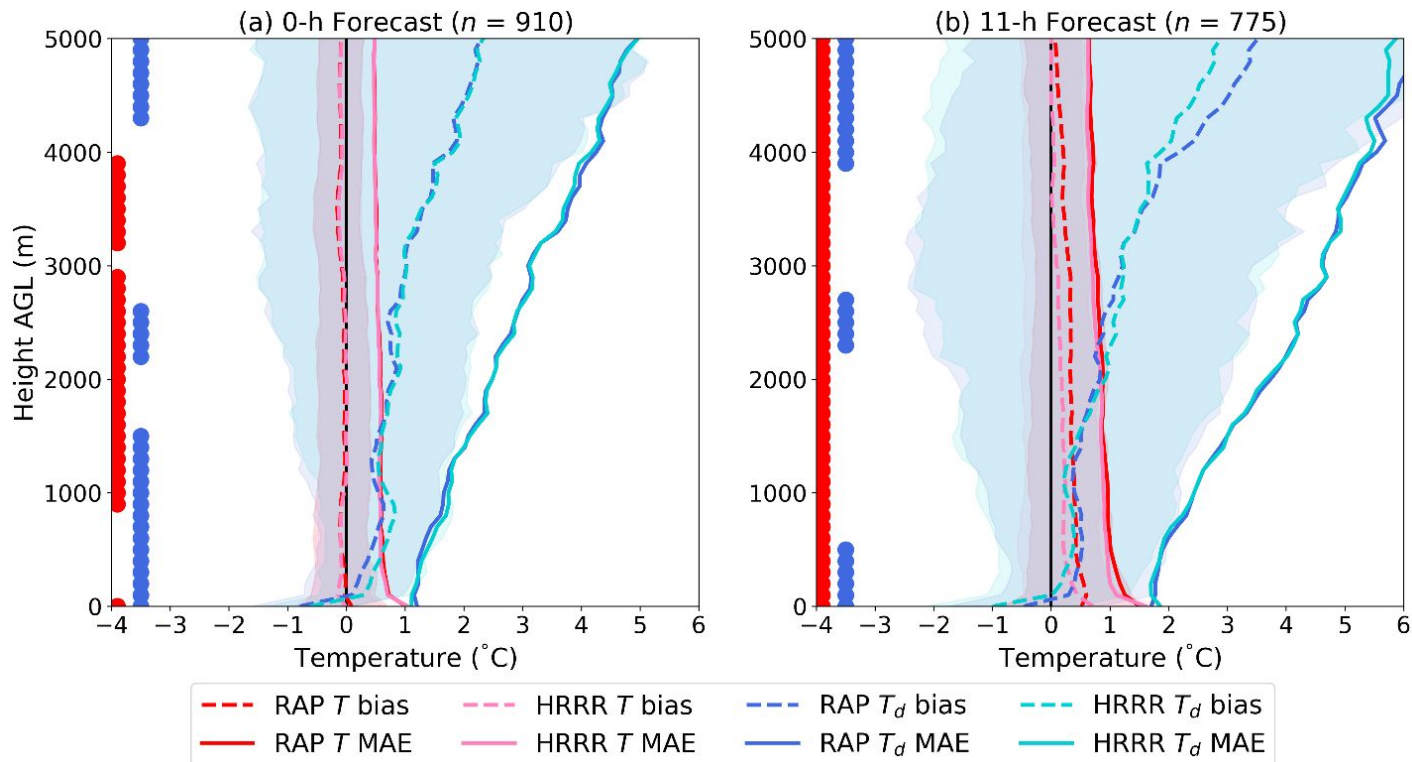 (a) 0-h Forecast (n = 910)
(b) 11-h Forecast (n = 775)
Height AGL (m)
5000
4000
3000
2000
1000
0
−4 −3 −2 −1 0 1 2 3 4 5 6
Temperature (°C)
5000
4000
3000
2000
1000
0
−4 −3 −2 −1 0 1 2 3 4 5 6
Temperature (°C)
RAP T bias
HRRR T bias
RAP Td bias
HRRR Td bias
RAP T MAE
HRRR T MAE
RAP Td MAE
HRRR Td MAE